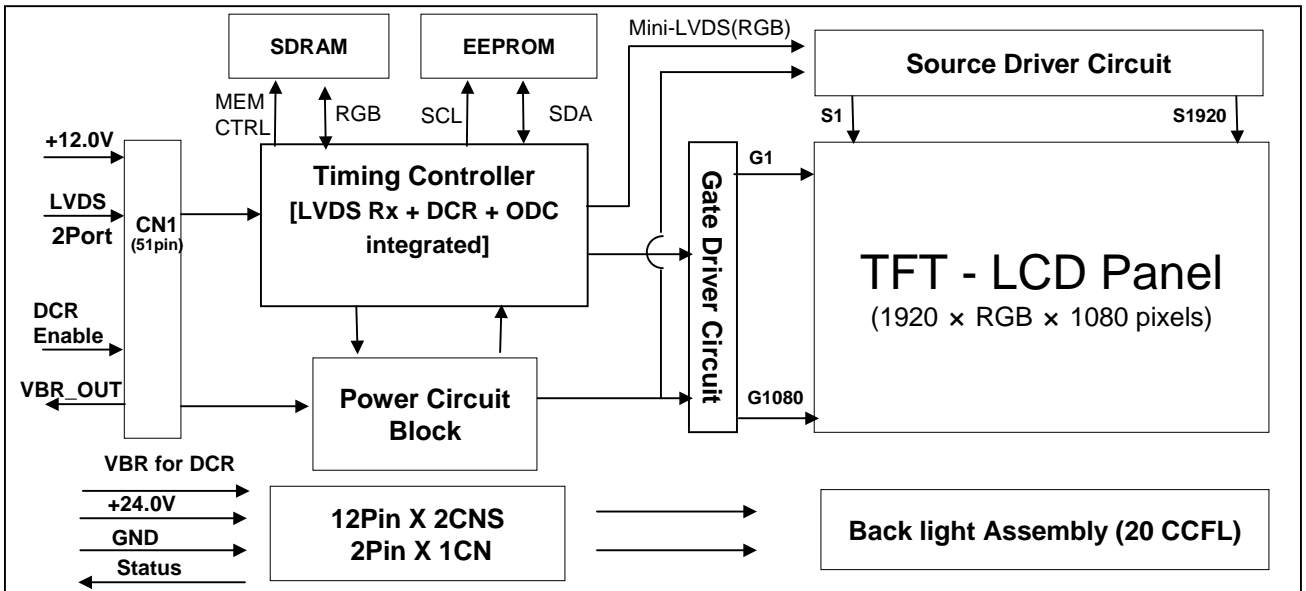 SDRAM
EEPROM
Mini-LVDS(RGB)
Source Driver Circuit
MEM
CTRL
RGB
SCL
SDA
S1
S1920
+12.0V
LVDS
2Port
CN1
(51pin)
Timing Controller
[LVDS Rx + DCR + ODC
integrated]
G1
Gate Driver Circuit
TFT - LCD Panel
(1920 × RGB × 1080 pixels)
DCR
Enable
VBR_OUT
Power Circuit
Block
G1080
VBR for DCR
+24.0V
GND
Status
12Pin X 2CNS
2Pin X 1CN
Back light Assembly (20 CCFL)